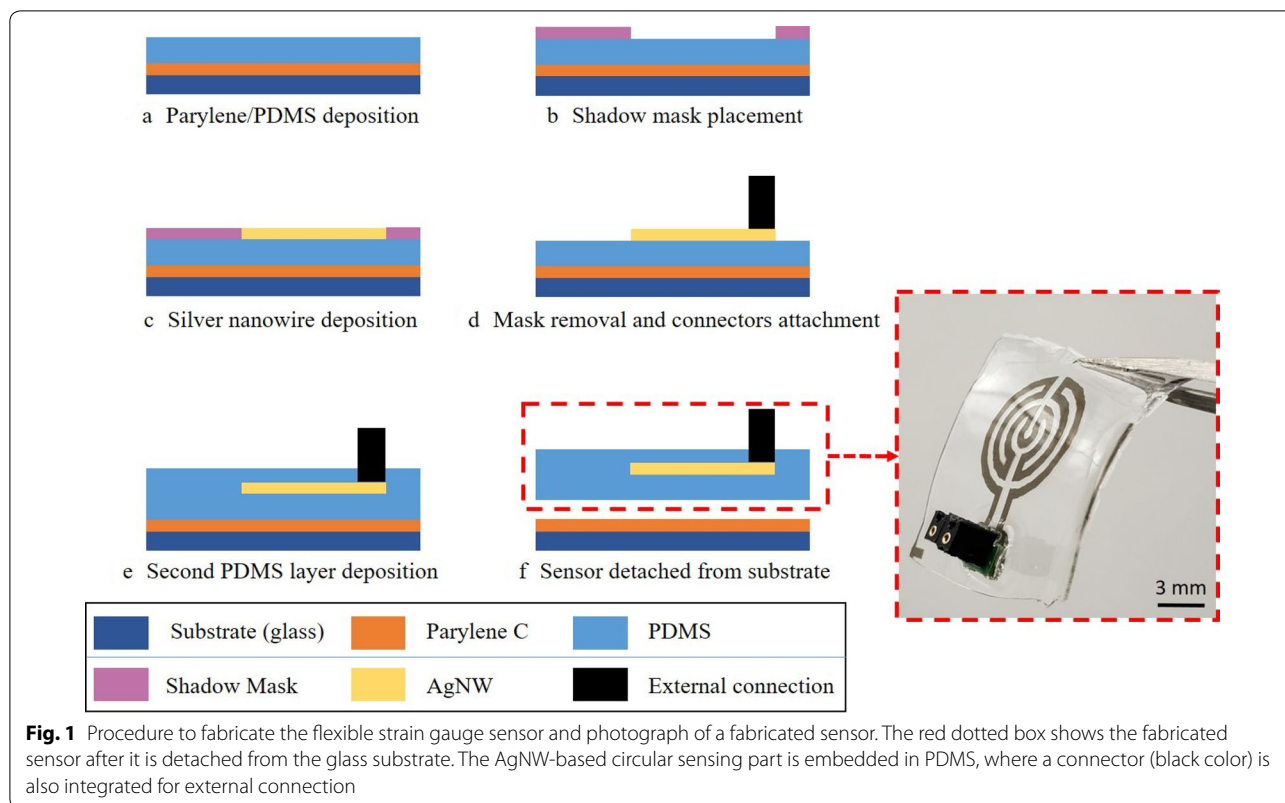 a Parylene/PDMS deposition
b Shadow mask placement
c Silver nanowire deposition
d Mask removal and connectors attachment
e Second PDMS layer deposition
f Sensor detached from substrate
3 mm
Substrate (glass)
Parylene C
PDMS
Shadow Mask
AgNW
External connection
Fig. 1 Procedure to fabricate the flexible strain gauge sensor and photograph of a fabricated sensor. The red dotted box shows the fabricated
sensor after it is detached from the glass substrate. The AgNW-based circular sensing part is embedded in PDMS, where a connector (black color) is
also integrated for external connection